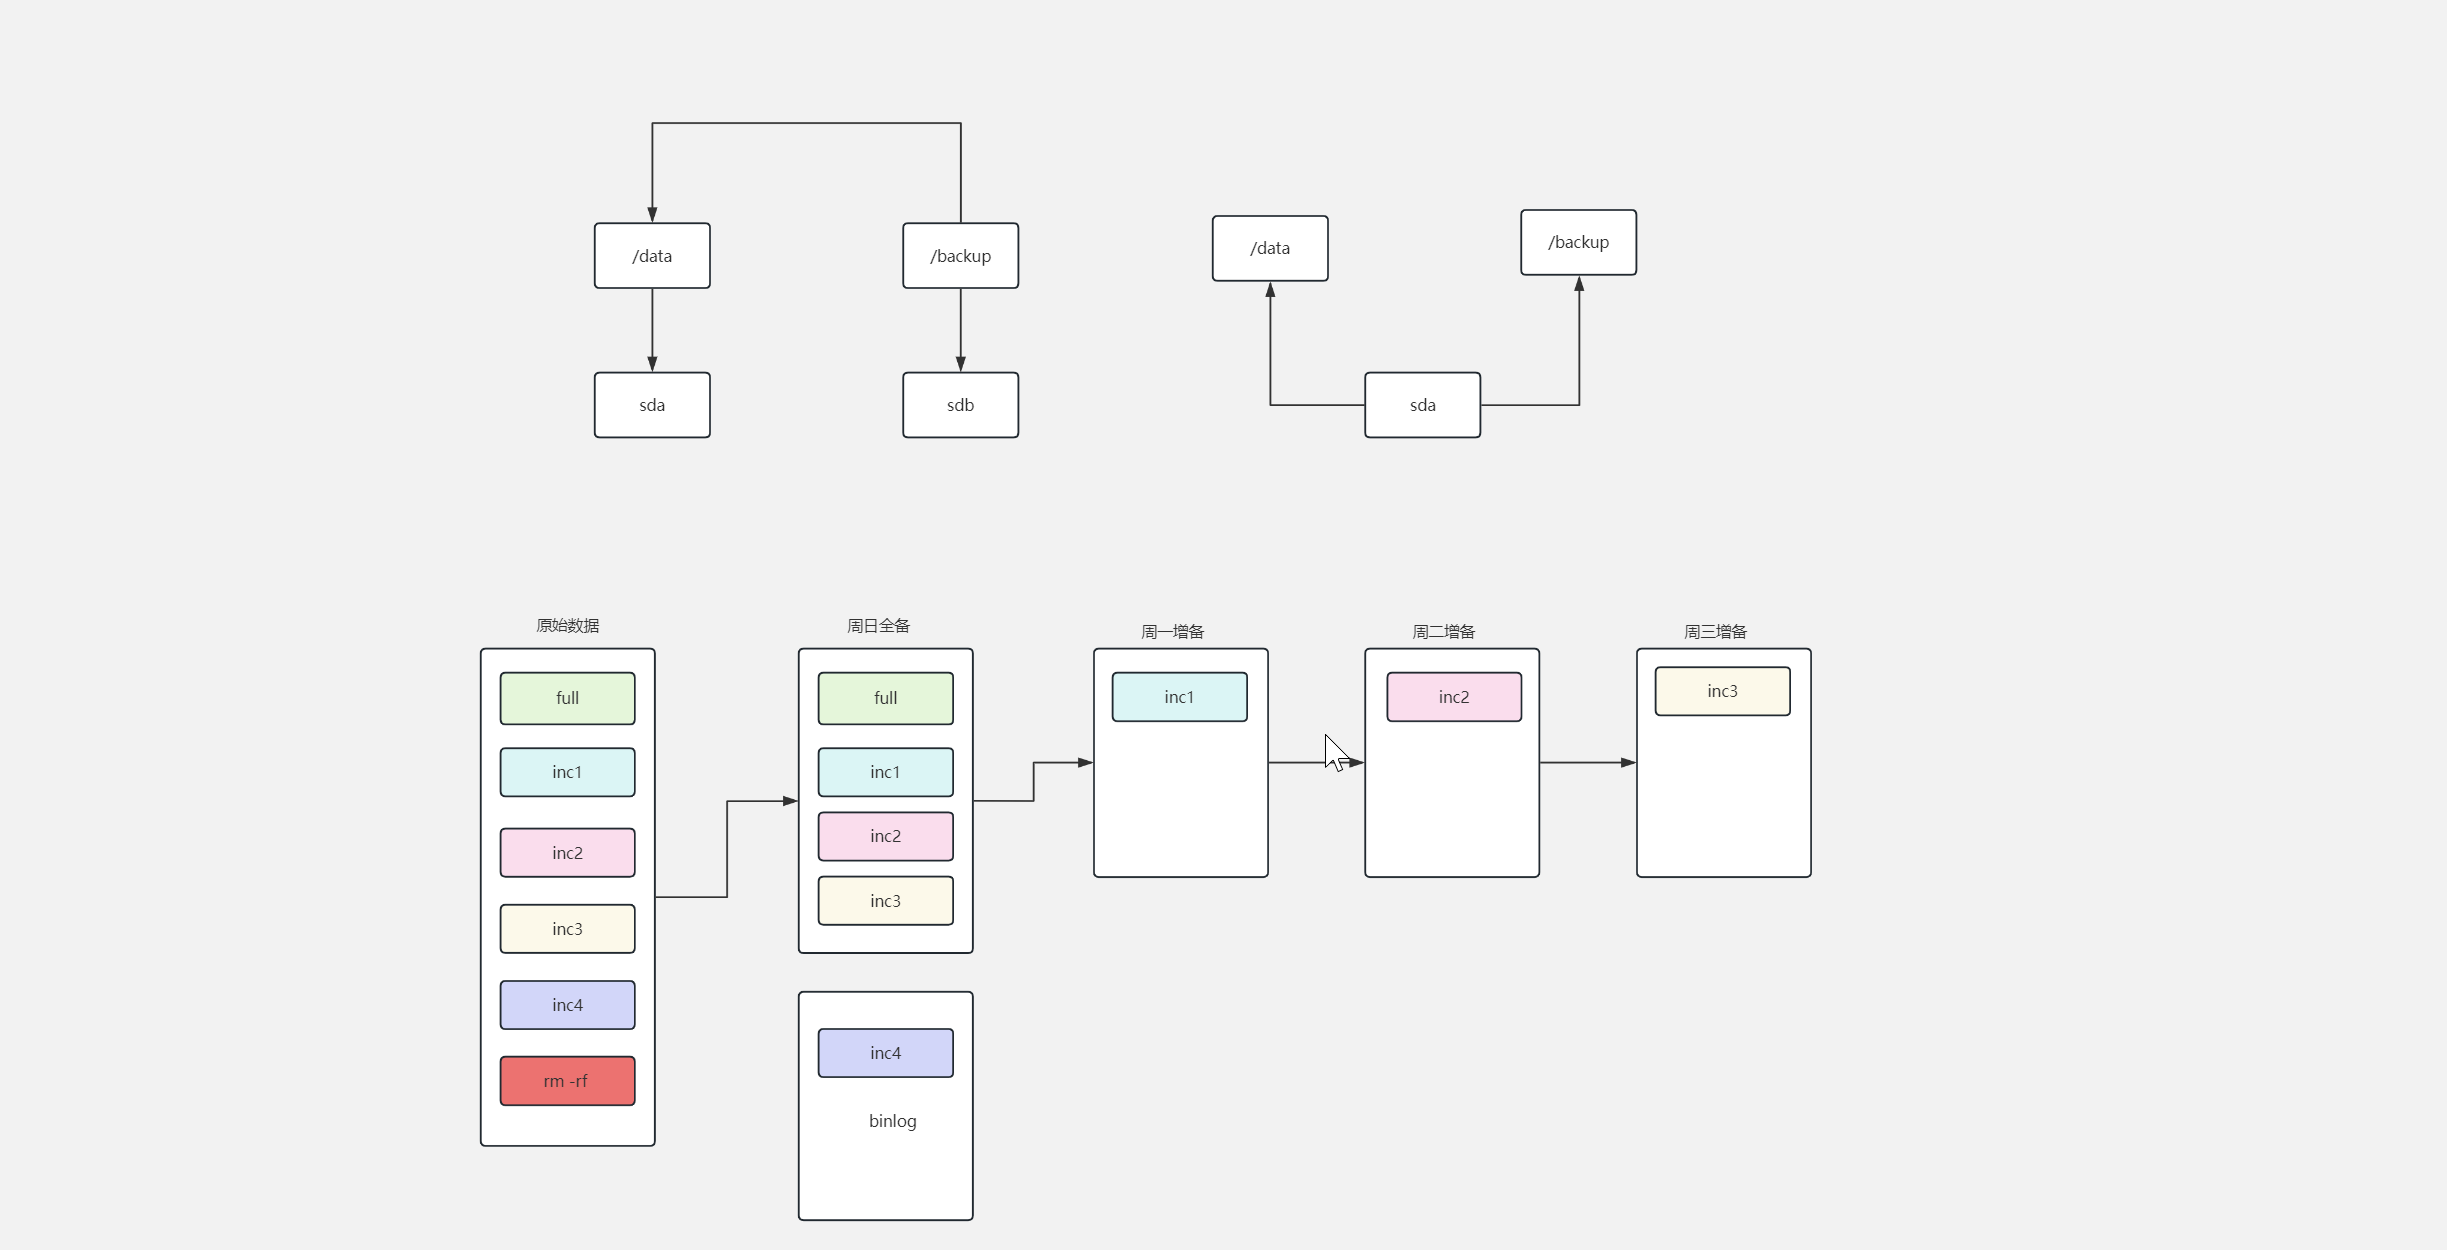 /data
/backup
/data
/backup
sda
sdb
sda
原始数据
周日全备
周一增备
周二增备
周三增备
full
inc1
inc2
inc3
inc4
rm -rf
full
inc1
inc2
inc3
inc4
binlog
inc1
inc2
inc3